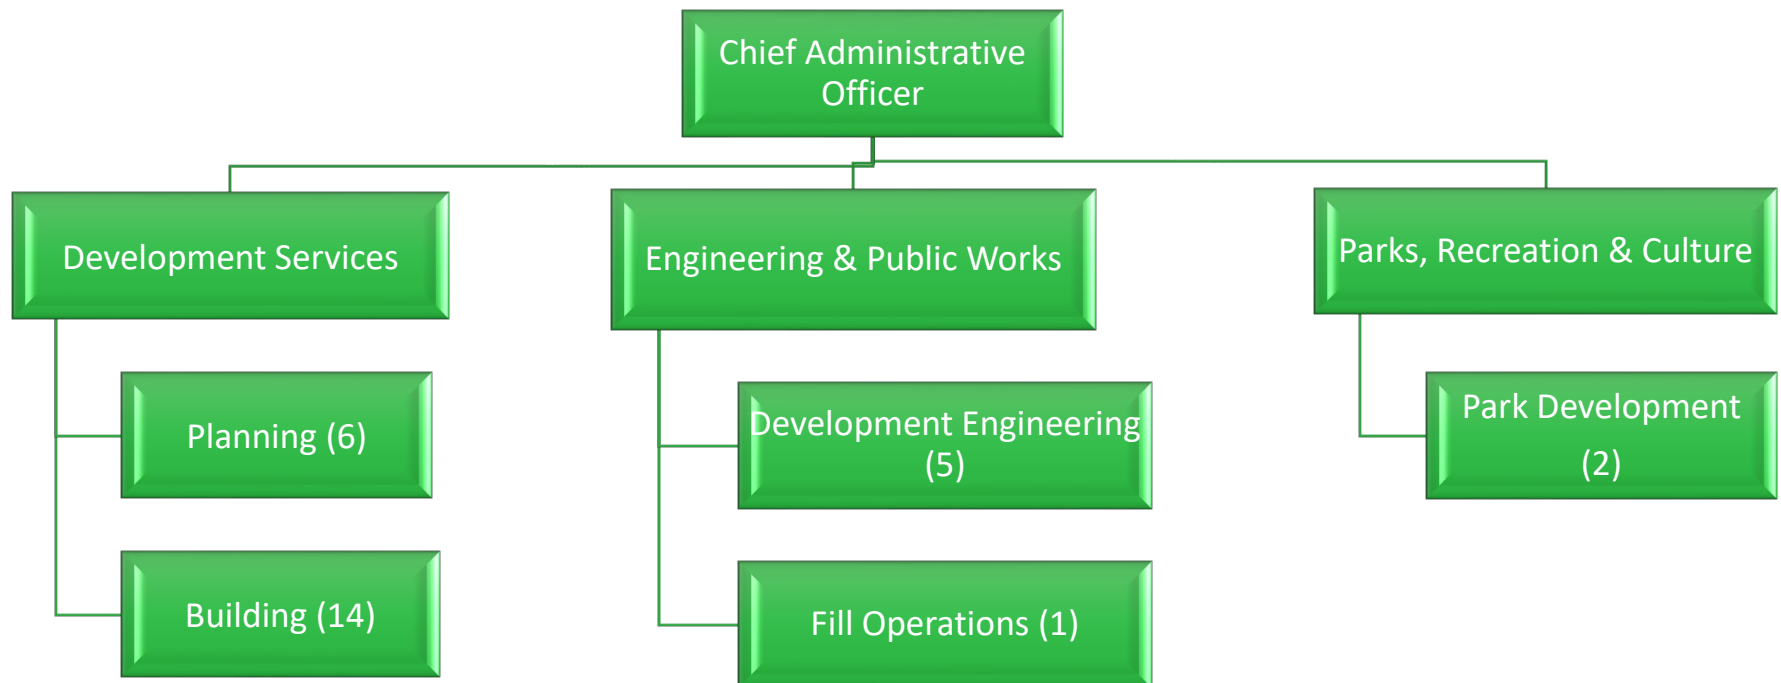 Chief Administrative
Officer
Development Services
Engineering & Public Works
Parks, Recreation & Culture
Planning (6)
Development Engineering
(5)
Park Development
(2)
Building (14)
Fill Operations (1)